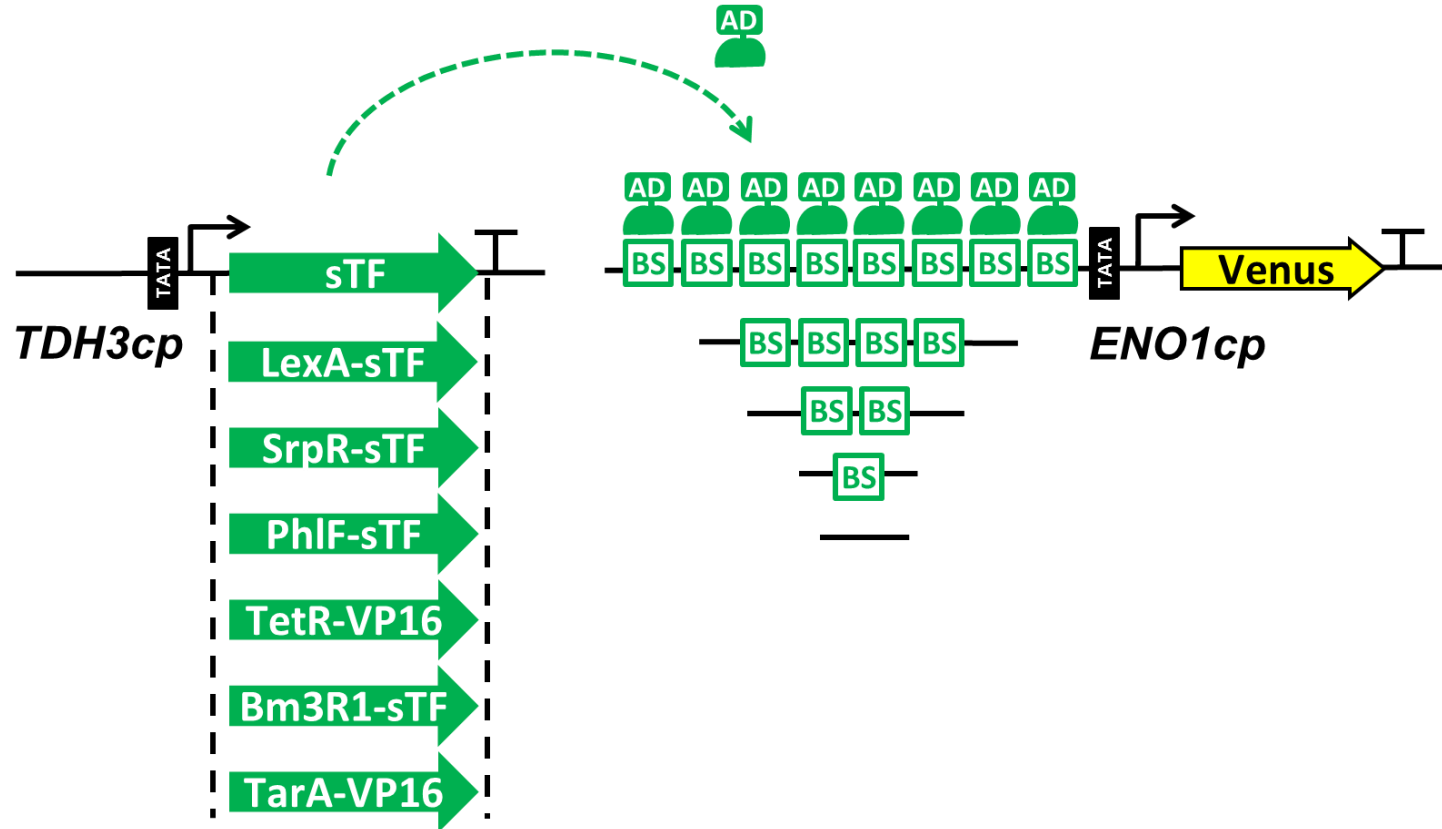 AD
AD AD AD AD AD AD AD AD
TATA sTF BS BS BS BS BS BS BS BS TATA Venus
TDH3cp ENO1cp
LexA-sTF BS BS BS BS
SrpR-sTF BS BS
BS
PhlF-sTF
TetR-VP16
Bm3R1-sTF
TarA-VP16